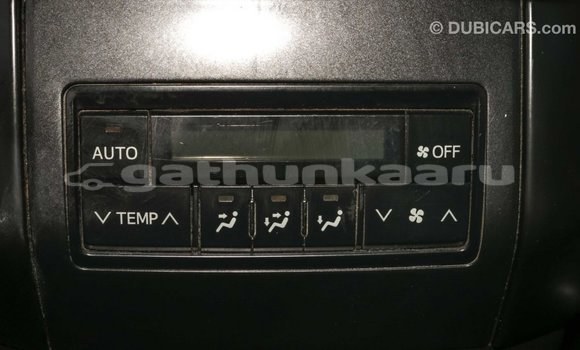 © DUBICARS.com
AUTO
OFF
gathunkaaru
TEMP